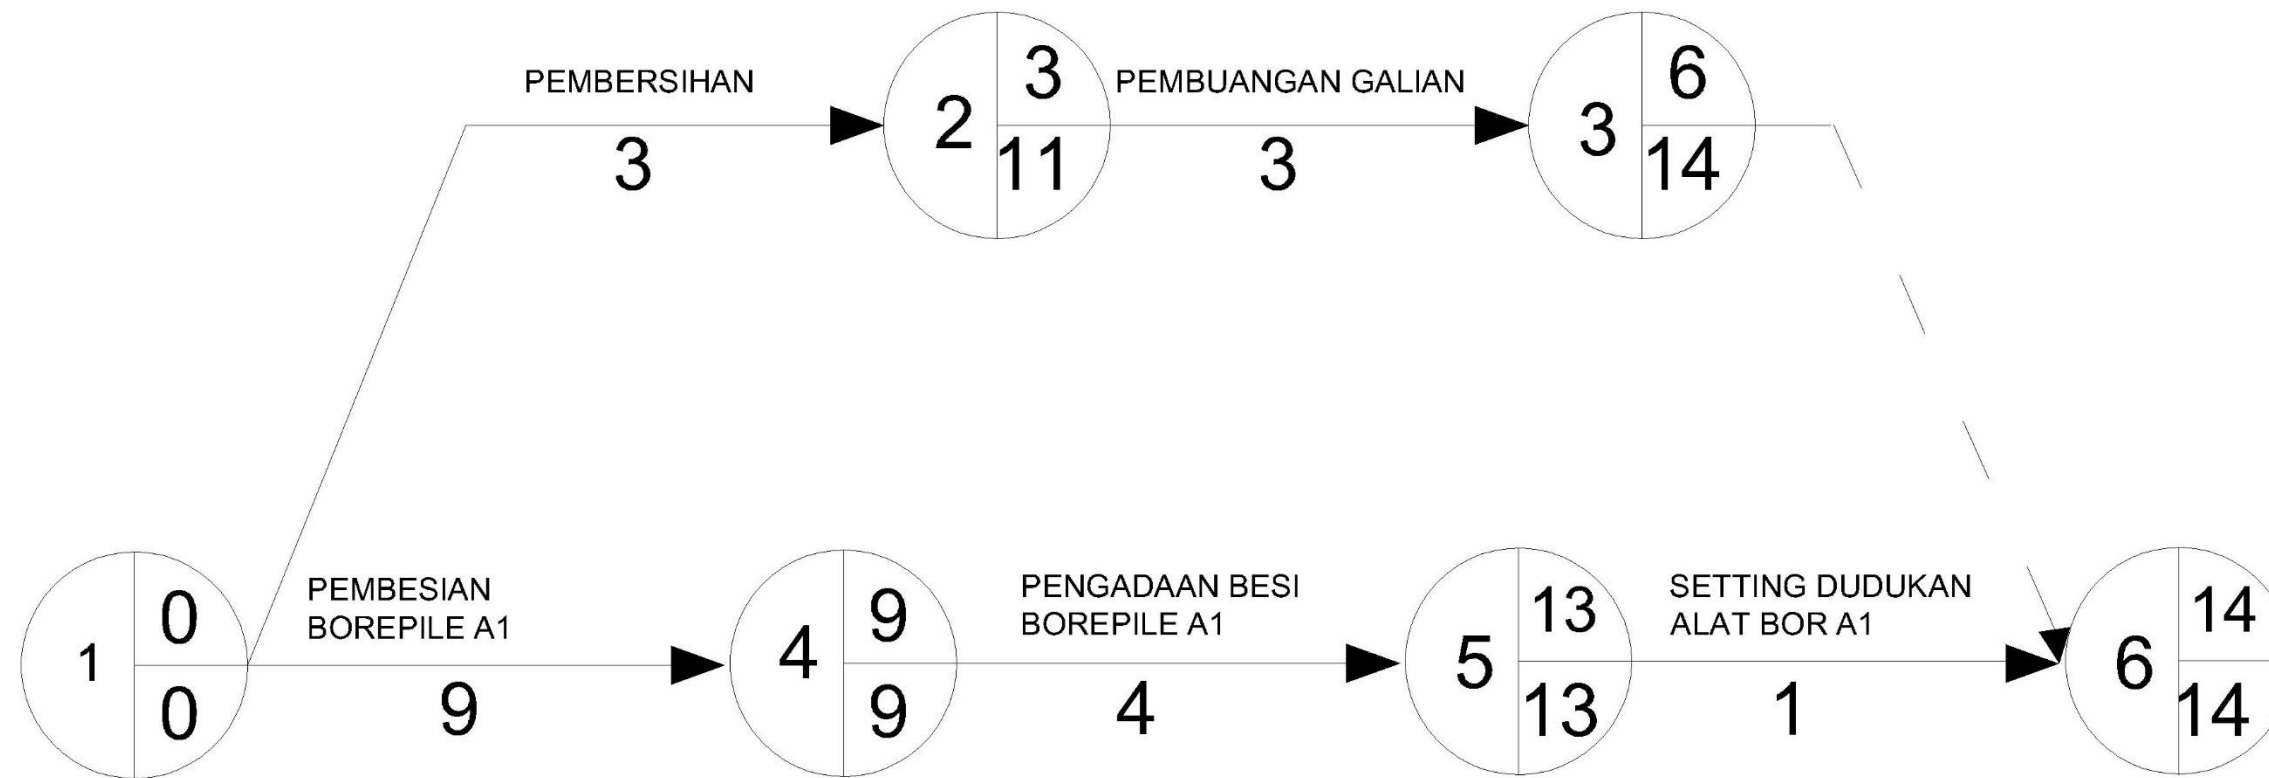 PEMBERSIHAN
3
2
3
11
PEMBUANGAN GALIAN
3
3
6
14
1
0
0
PEMBESIAN
BOREPILE A1
9
4
9
9
PENGADAAN BESI
BOREPILE A1
4
5
13
13
SETTING DUDUKAN
ALAT BOR A1
1
6
14
14